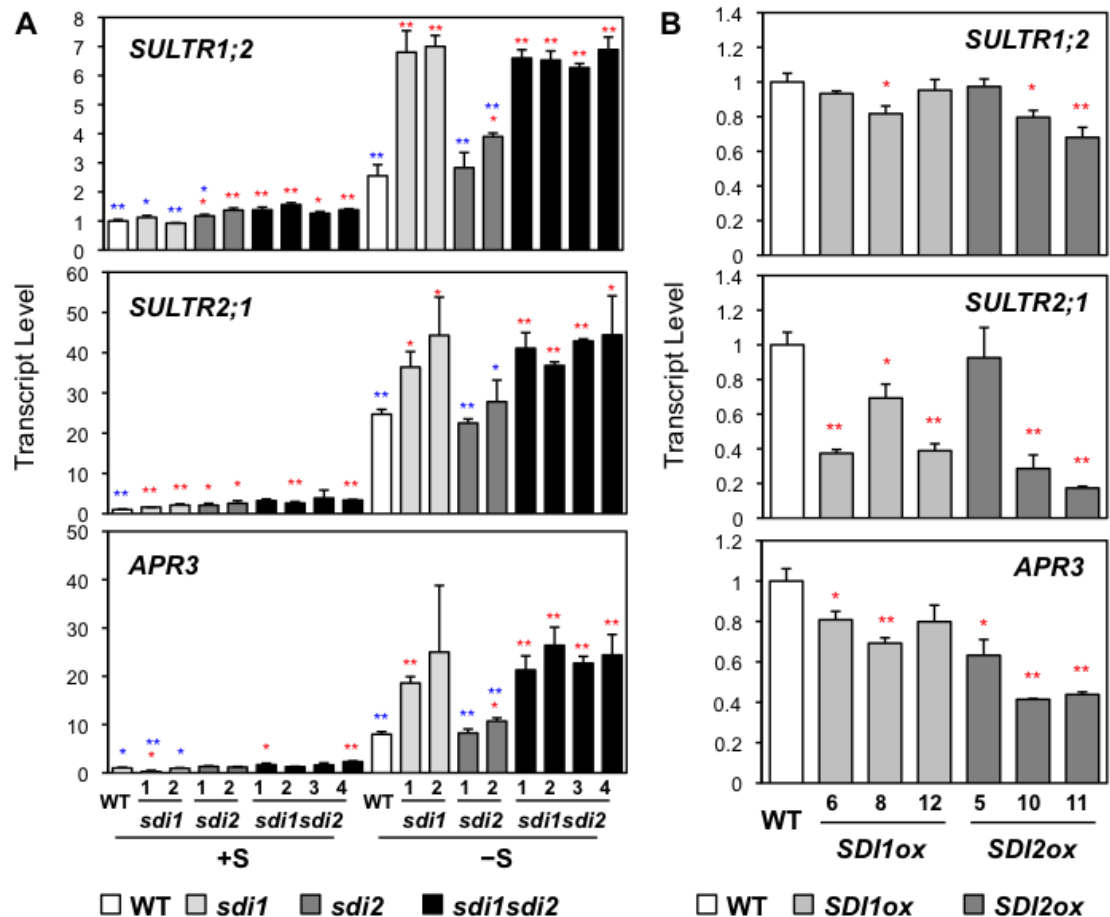 A
Transcript Level
8
7
6
5
4
3
2
1
0
SULTR1;2
** * ** * * ** ** ** * ** ** ** ** ** ** * ** ** ** **
60
50
40
30
20
10
0
SULTR2;1
** ** ** * * ** ** ** * * ** * ** ** ** *
50
40
30
20
10
0
APR3
* ** * * * ** ** ** ** ** * ** ** ** **
WT 1 2 1 2 1 2 3 4 WT 1 2 1 2 1 2 3 4
sdi1 sdi2 sdi1sdi2 sdi1 sdi2 sdi1sdi2
+S −S
WT sdi1 sdi2 sdi1sdi2
B
Transcript Level
1.4
1.2
1
0.8
0.6
0.4
0.2
0
SULTR1;2
* * **
1.4
1.2
1
0.8
0.6
0.4
0.2
0
SULTR2;1
** * ** ** **
1.2
1
0.8
0.6
0.4
0.2
0
APR3
* ** * ** **
WT 6 8 12 5 10 11
SDI1ox SDI2ox
WT SDI1ox SDI2ox